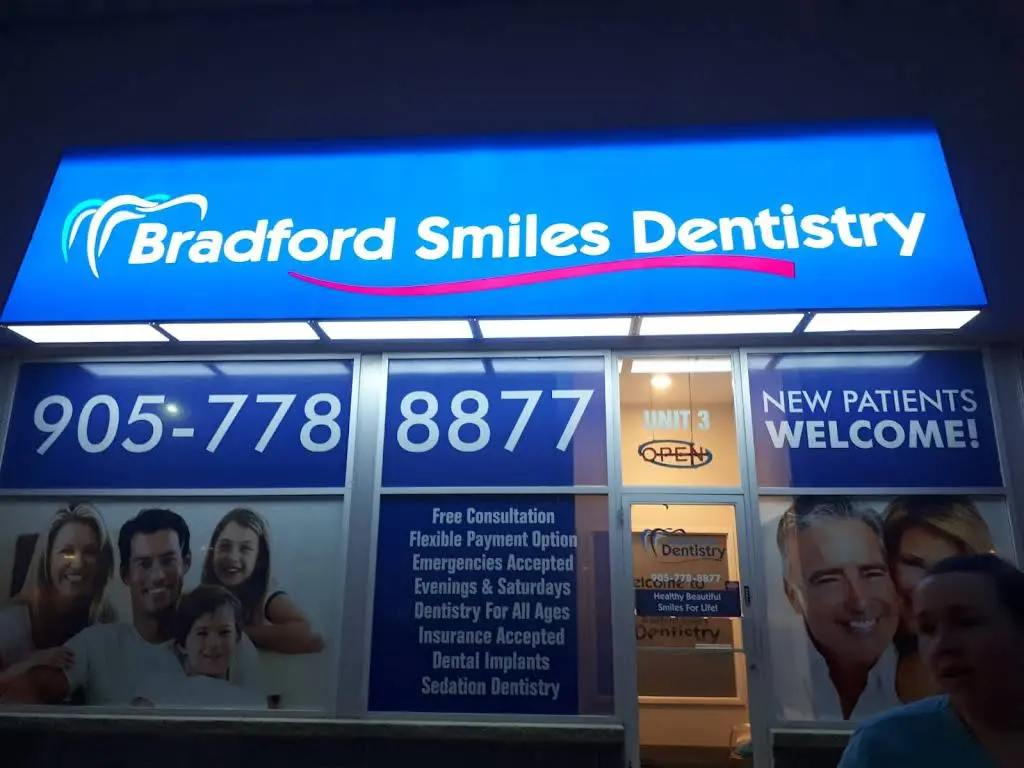 Bradford Smiles Dentistry
905-778 8877
UNIT 3
OPEN
NEW PATIENTS
WELCOME!
Free Consultation
Flexible Payment Option
Emergencies Accepted
Evenings & Saturdays
Dentistry For All Ages
Insurance Accepted
Dental Implants
Sedation Dentistry
Dentistry
905-778-8877
Healthy Beautiful
Smiles For Life!
Dentistry